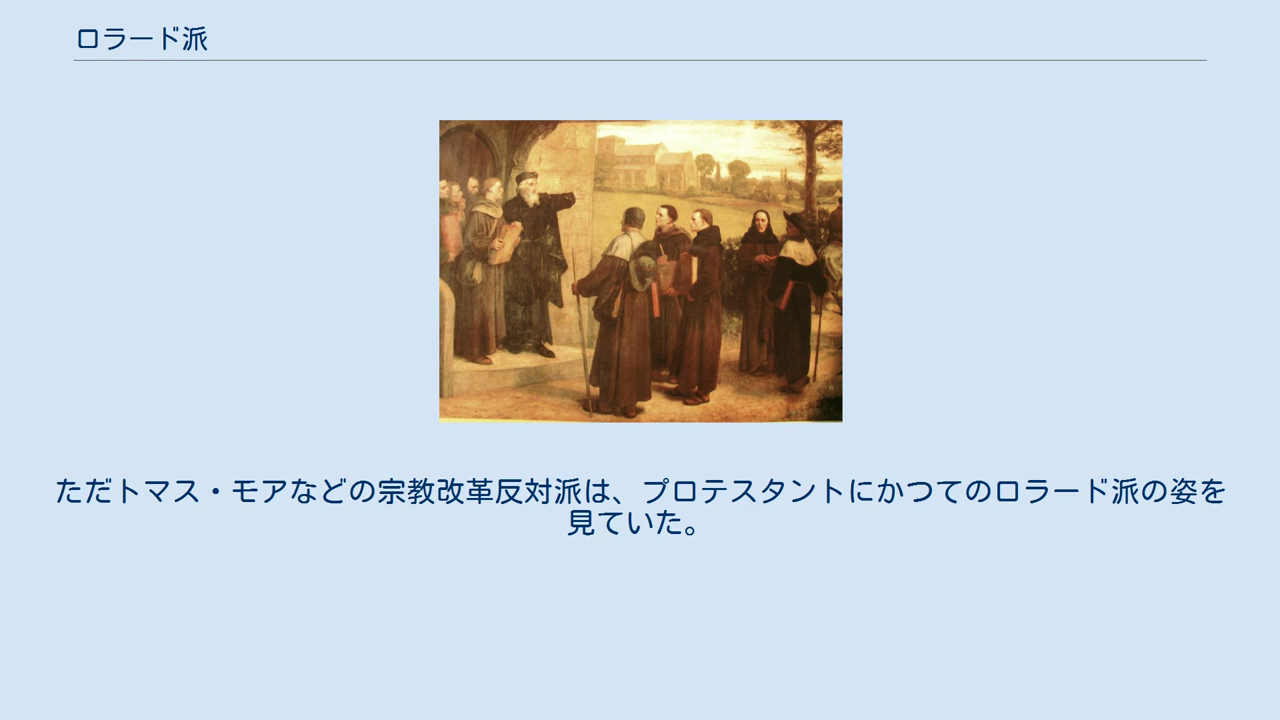 ロラード派
ただトマス・モアなどの宗教改革反対派は、プロテスタントにかつてのロラード派の姿を
見ていた。